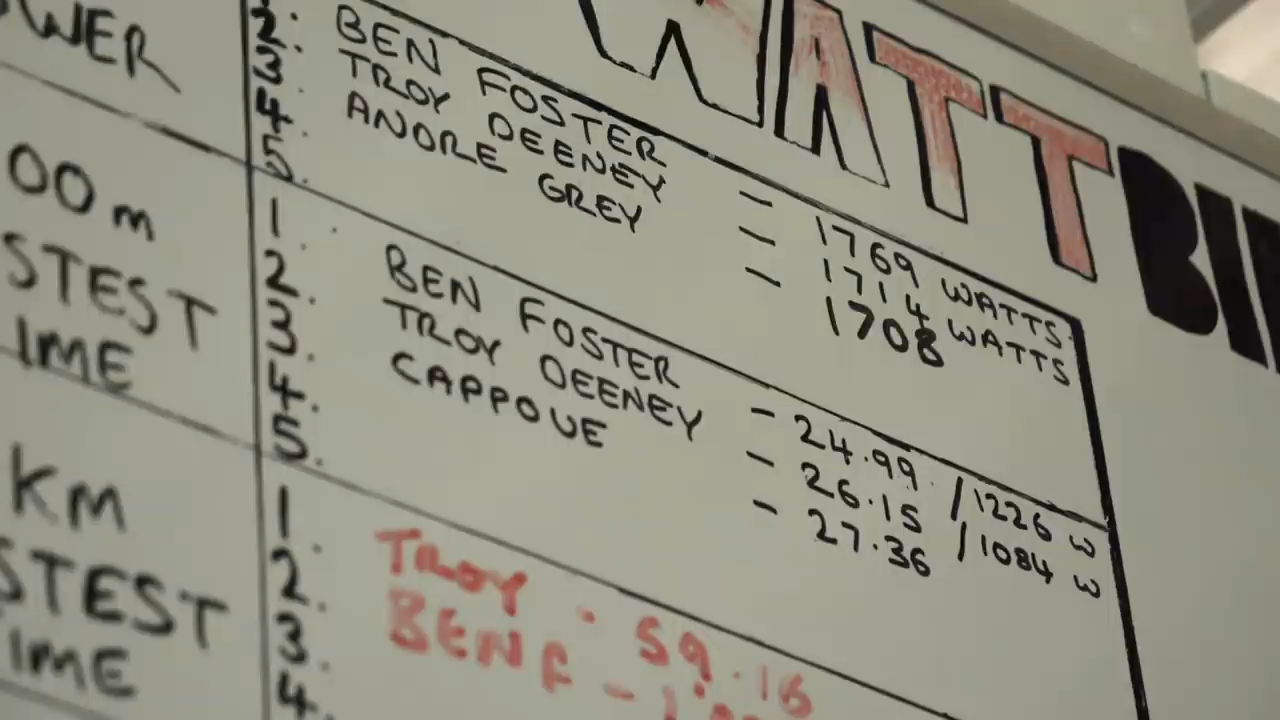 WATT BI
WER
2. BEN FOSTER - 1769 WATTS
3. TROY DEENEY - 1714 WATTS
4. ANDRE GREY - 1708
5.
00m
STEST
IME
1. BEN FOSTER - 24.99 /1226 W
2. TROY DEENEY - 26.15 /1084 W
3. CAPPOUE - 27.36
4.
5.
KM
STEST
IME
1. TROY - 59.16
2. BEN F -
3.
4.